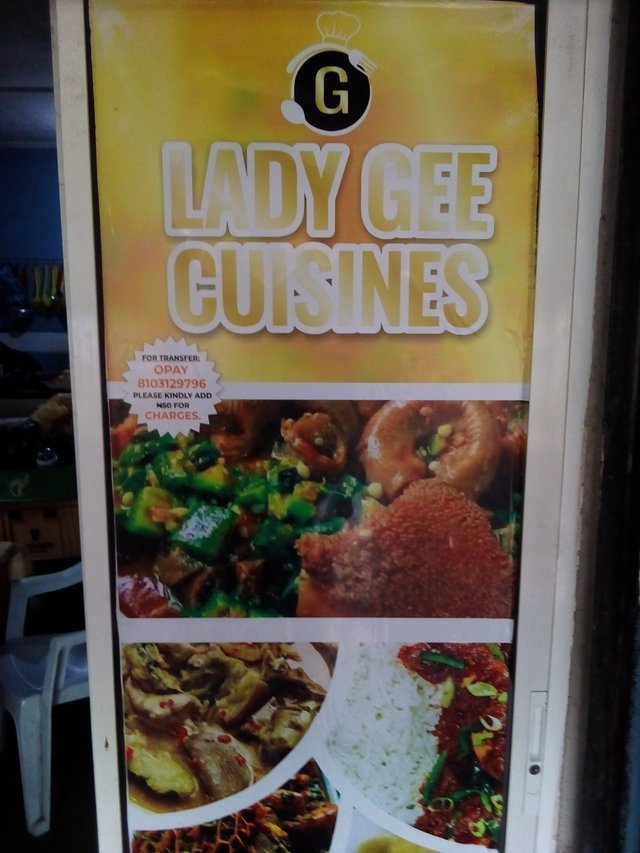 G
LADY GEE
CUISINES
FOR TRANSFER:
OPAY
8103129796
PLEASE KINDLY ADD
N50 FOR
CHARGES.